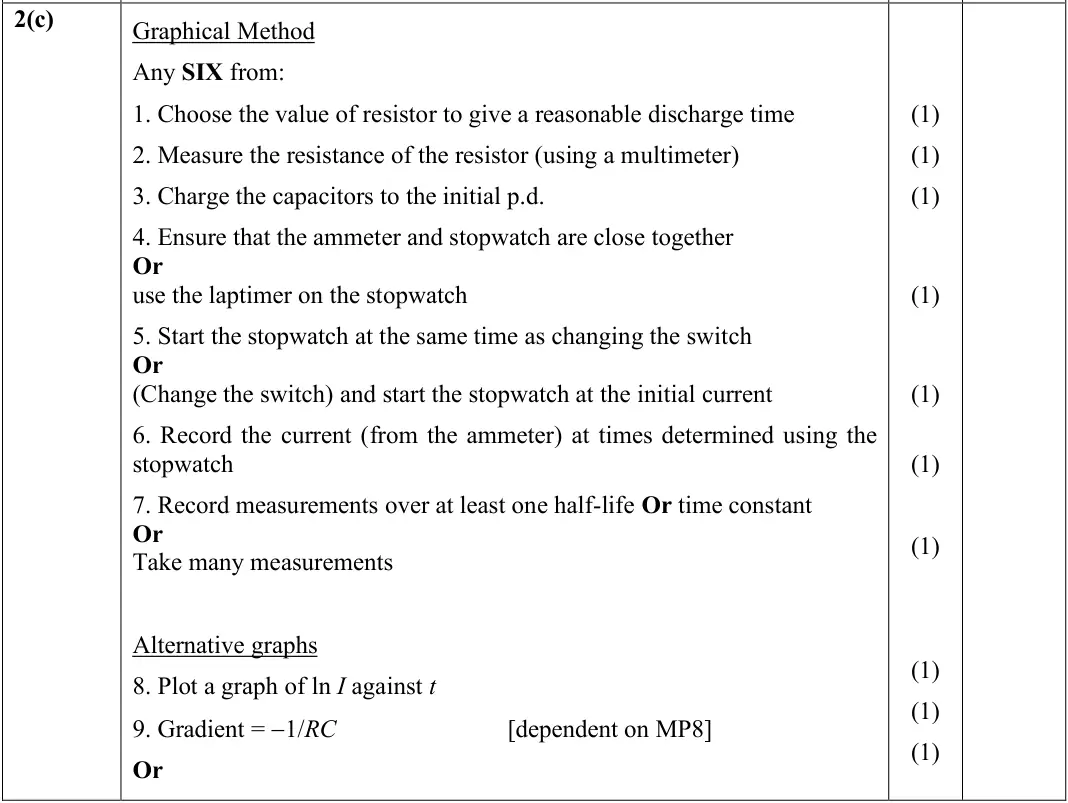 2(c)
Graphical Method
Any SIX from:
1. Choose the value of resistor to give a reasonable discharge time (1)
2. Measure the resistance of the resistor (using a multimeter) (1)
3. Charge the capacitors to the initial p.d. (1)
4. Ensure that the ammeter and stopwatch are close together
Or
use the laptimer on the stopwatch (1)
5. Start the stopwatch at the same time as changing the switch
Or
(Change the switch) and start the stopwatch at the initial current (1)
6. Record the current (from the ammeter) at times determined using the
stopwatch (1)
7. Record measurements over at least one half-life Or time constant
Or
(1)
Take many measurements
Alternative graphs
(1)
8. Plot a graph of ln I against t
(1)
9. Gradient = −1/RC [dependent on MP8]
(1)
Or